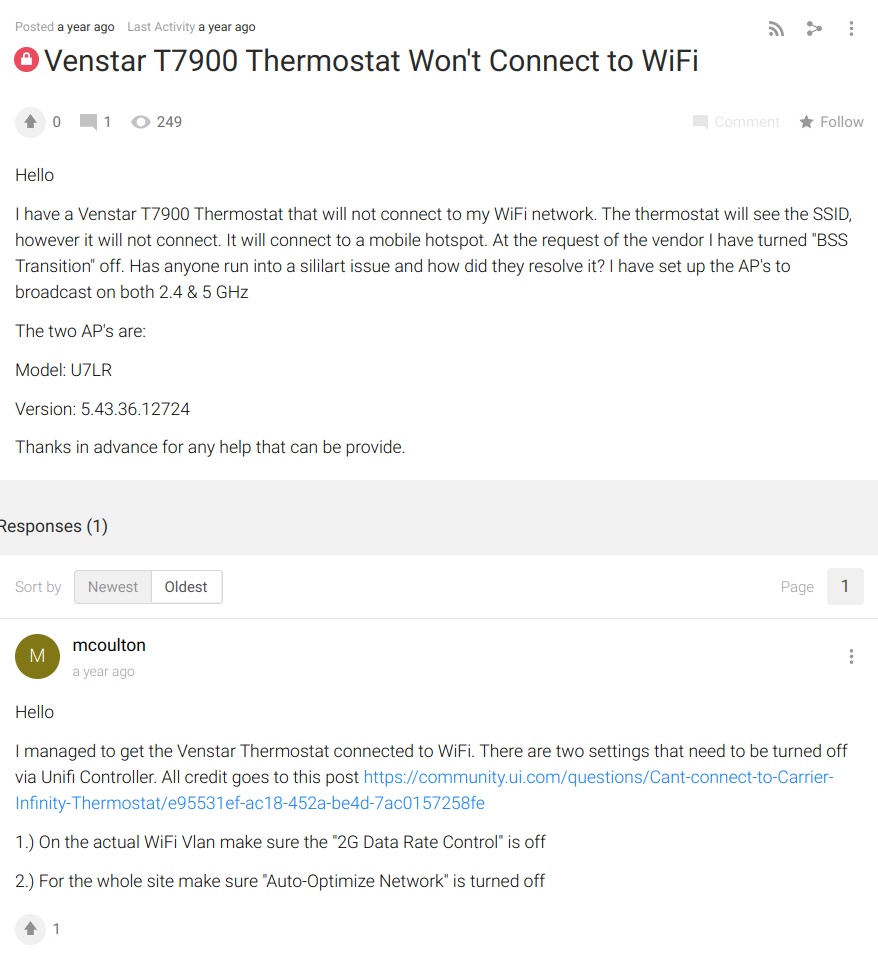 Posted a year ago Last Activity a year ago
Venstar T7900 Thermostat Won't Connect to WiFi
0 1 249 Comment Follow
Hello
I have a Venstar T7900 Thermostat that will not connect to my WiFi network. The thermostat will see the SSID,
however it will not connect. It will connect to a mobile hotspot. At the request of the vendor I have turned "BSS
Transition" off. Has anyone run into a sililart issue and how did they resolve it? I have set up the AP's to
broadcast on both 2.4 & 5 GHz
The two AP's are:
Model: U7LR
Version: 5.43.36.12724
Thanks in advance for any help that can be provide.
Responses (1)
Sort by Newest Oldest Page 1
M mcoulton
a year ago
Hello
I managed to get the Venstar Thermostat connected to WiFi. There are two settings that need to be turned off
via Unifi Controller. All credit goes to this post https://community.ui.com/questions/Cant-connect-to-Carrier-
Infinity-Thermostat/e95531ef-ac18-452a-be4d-7ac0157258fe
1.) On the actual WiFi Vlan make sure the "2G Data Rate Control" is off
2.) For the whole site make sure "Auto-Optimize Network" is turned off
1